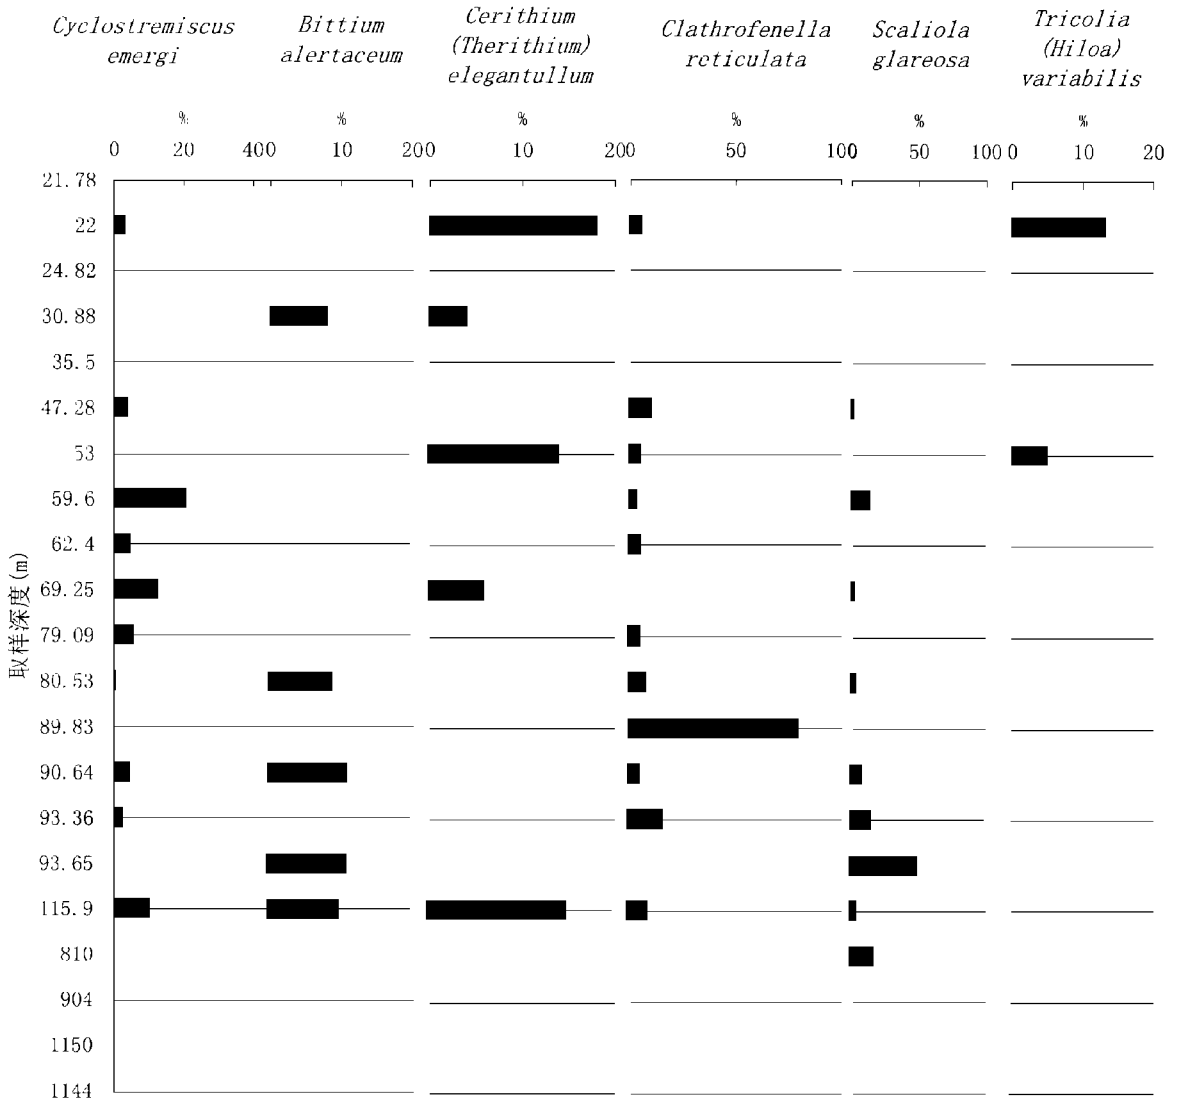 Cyclostremiscus
emergi
Bittium
alertaceum
Cerithium
(Therithium)
elegantullum
Clathrofenella
reticulata
Scaliola
glareosa
Tricolia
(Hiloa)
variabilis
% % % % % %
0 20 40 0 10 20 0 10 20 0 50 100 0 50 100 0 10 20
取样深度(m)
21.78
22
24.82
30.88
35.5
47.28
53
59.6
62.4
69.25
79.09
80.53
89.83
90.64
93.36
93.65
115.9
810
904
1150
1144